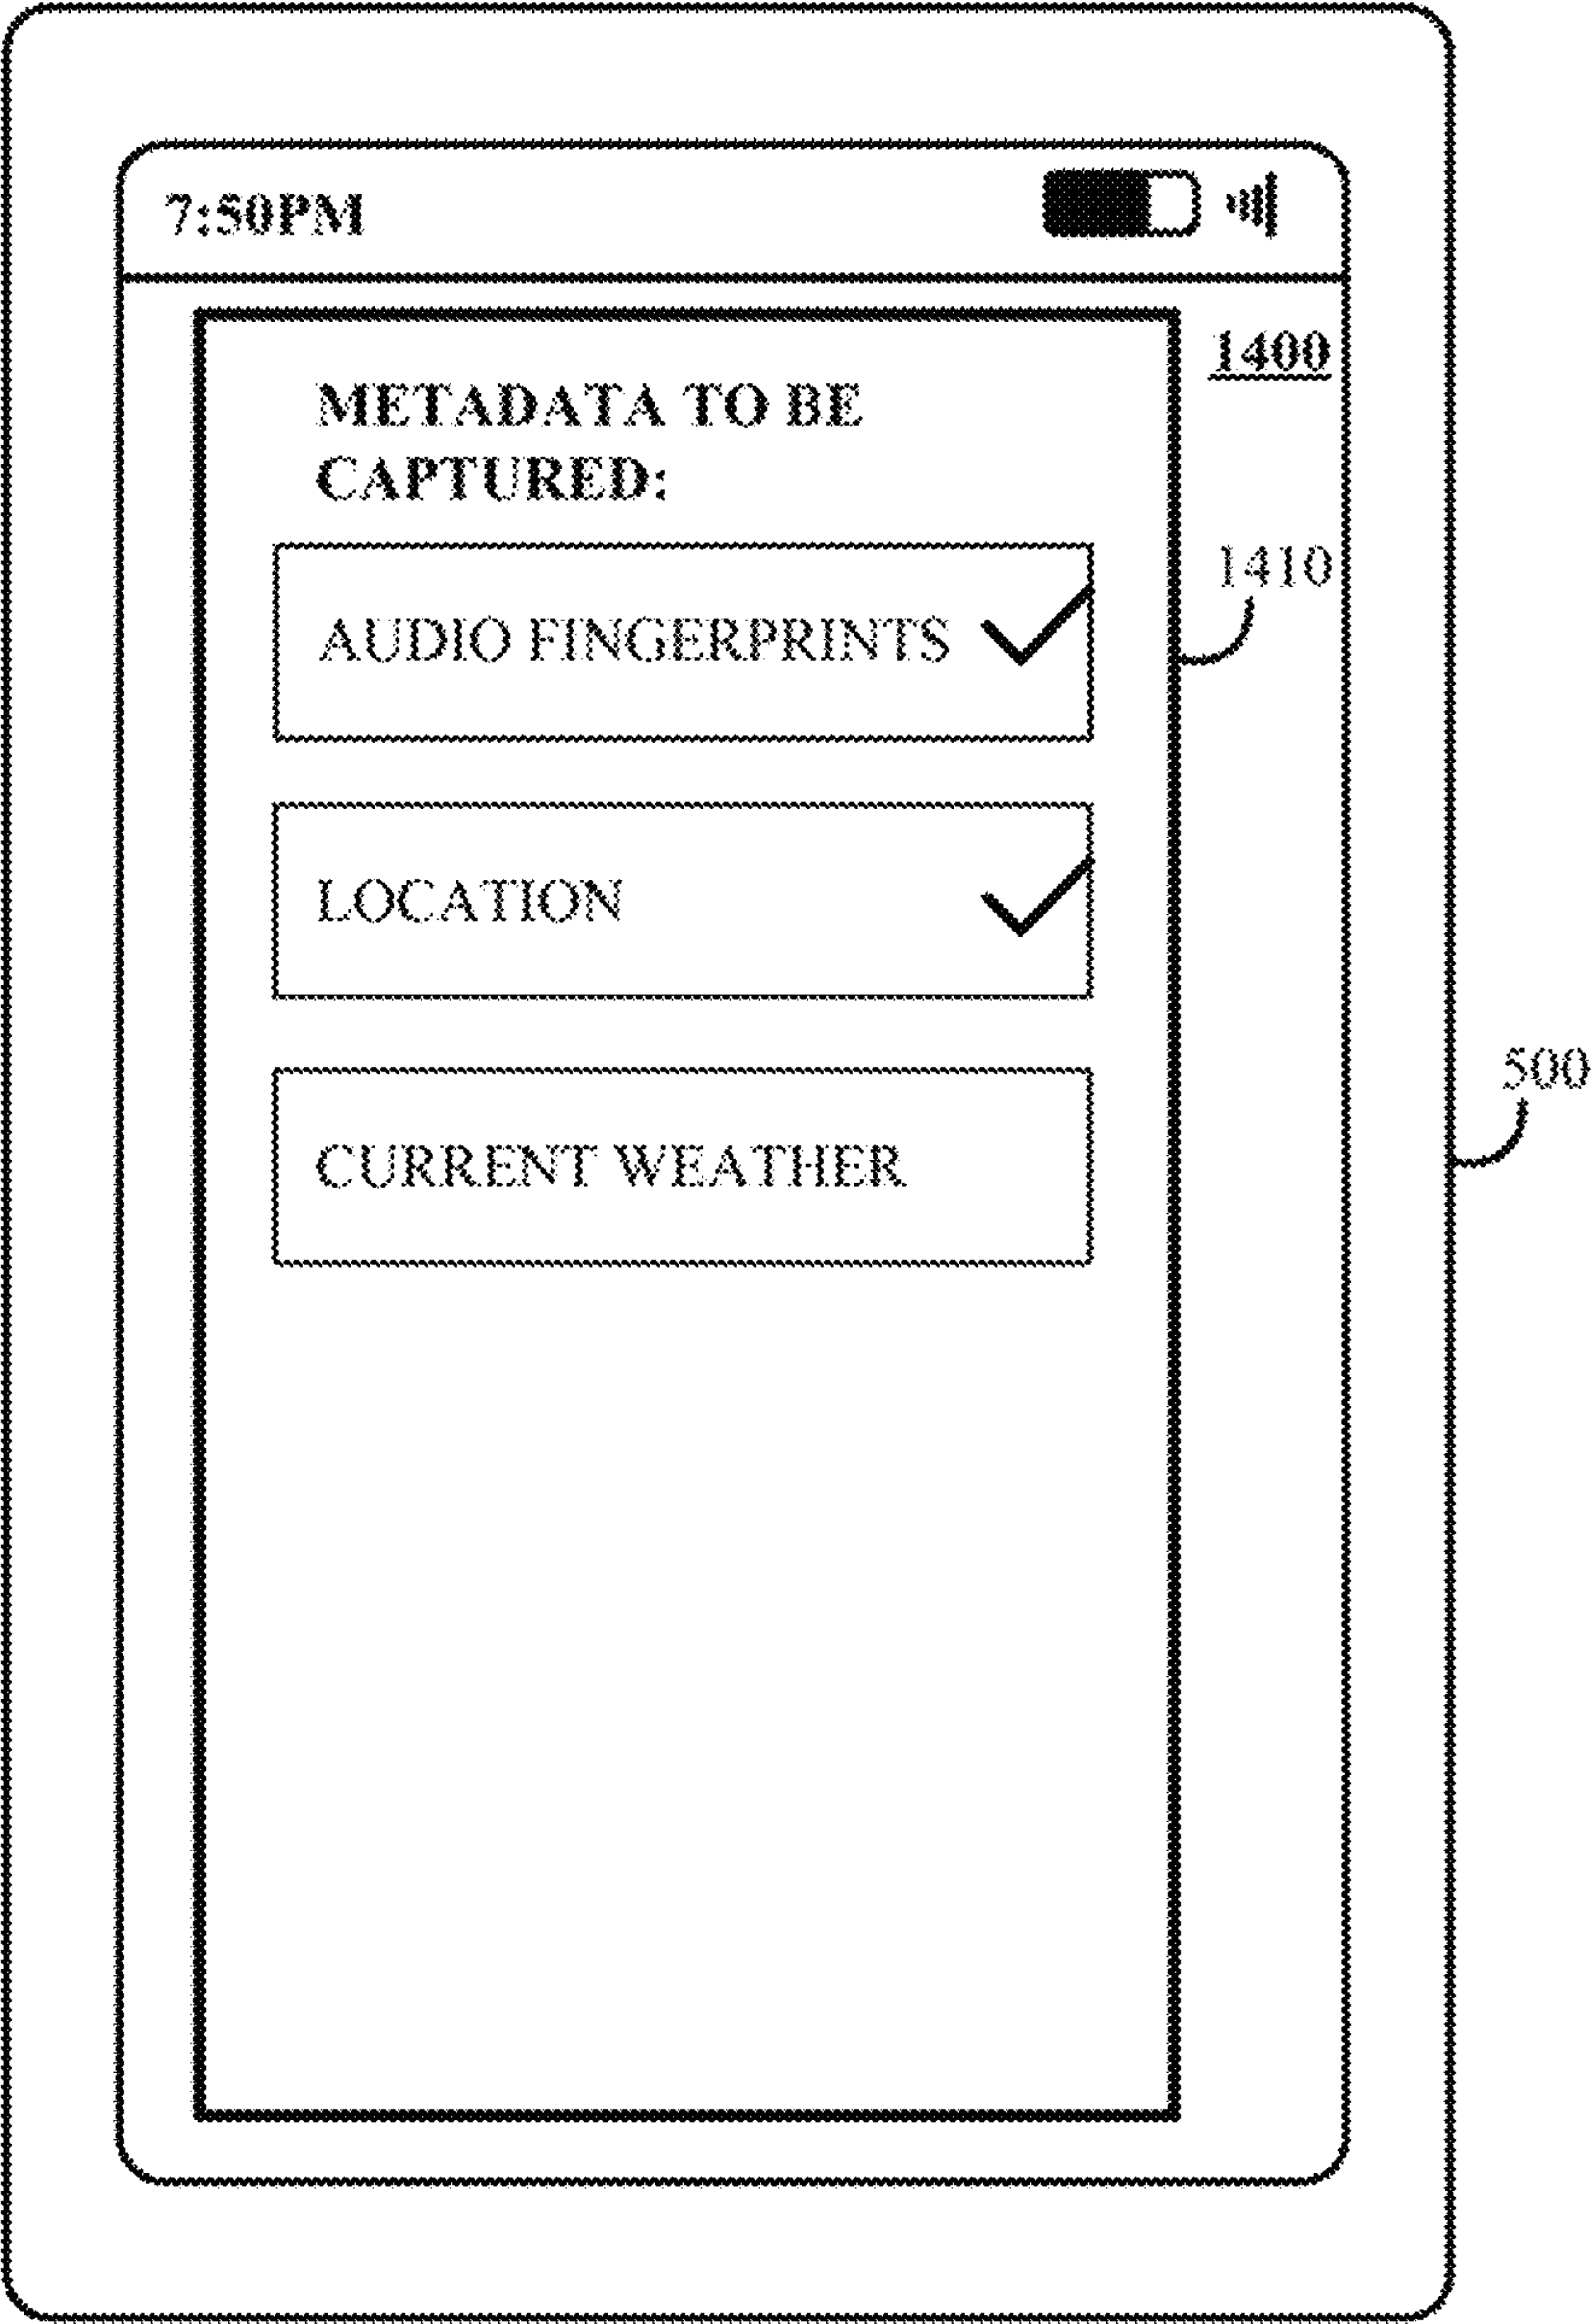 7:50PM
1400
METADATA TO BE
CAPTURED:
1410
AUDIO FINGERPRINTS
LOCATION
500
CURRENT WEATHER